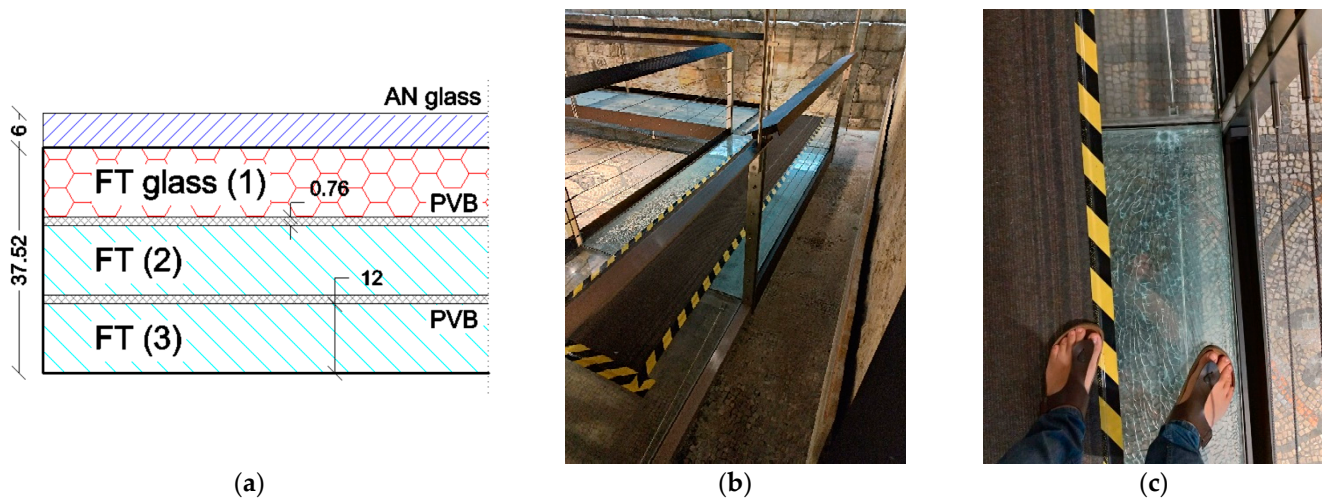 AN glass
6
FT glass (1)
0.76
PVB
37.52
FT (2)
12
FT (3)
PVB
(a)
(b)
(c)